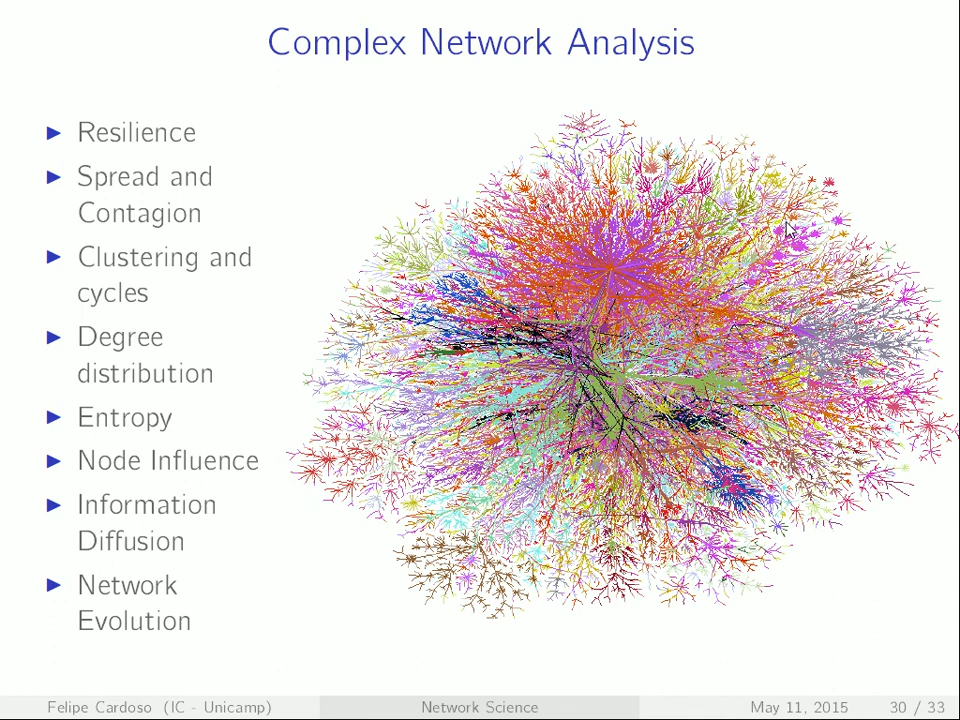 Complex Network Analysis
Resilience
Spread and
Contagion
Clustering and
cycles
Degree
distribution
Entropy
Node Influence
Information
Diffusion
Network
Evolution
Felipe Cardoso (IC - Unicamp) Network Science May 11, 2015 30 / 33